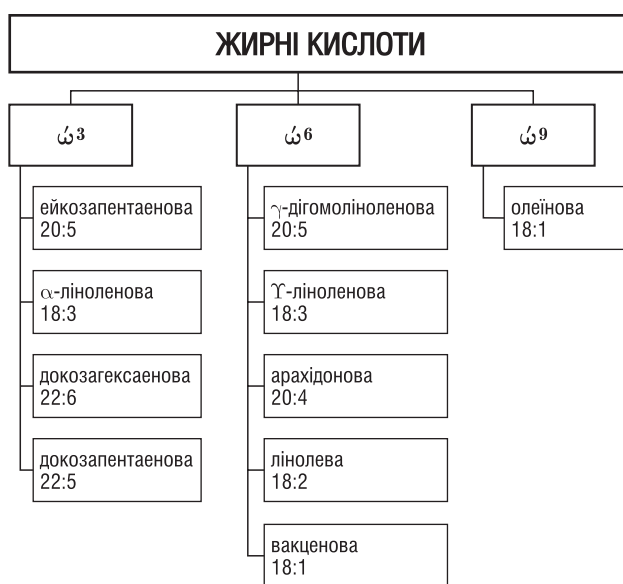 ЖИРНІ КИСЛОТИ
ώ3
ейкозапентаенова
20:5
α-ліноленова
18:3
докозагексаенова
22:6
докозапентаенова
22:5
ώ6
γ-дігомоліноленова
20:5
ϒ-ліноленова
18:3
арахідонова
20:4
лінолева
18:2
вакценова
18:1
ώ9
олеїнова
18:1